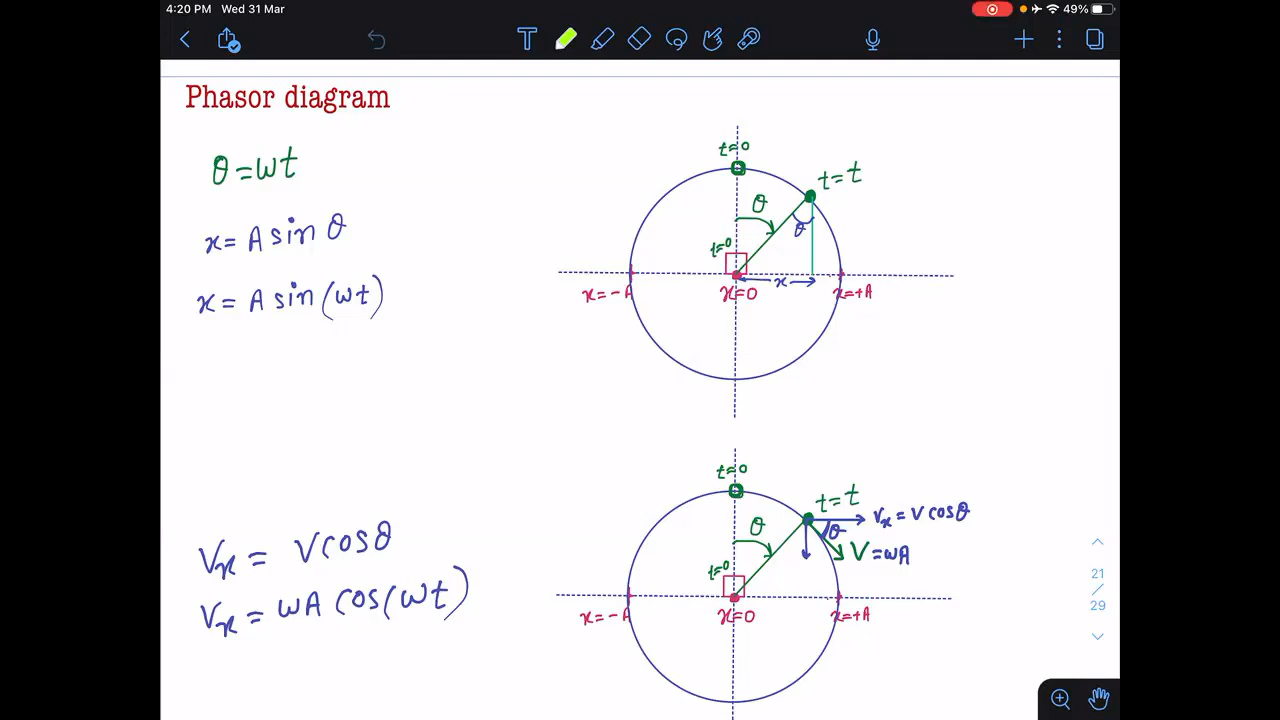 4:20 PM Wed 31 Mar
49%
Phasor diagram
θ = ωt
x = A sin θ
x = A sin (ωt)
t=0
t=t
θ
θ
t=0
x
x=-A
x=0
x=+A
t=0
t=t
Vx = V cos θ
θ
θ
V=ωA
t=0
x=-A
x=0
x=+A
Vx = V cos θ
Vx = ωA cos (ωt)
21
/
29